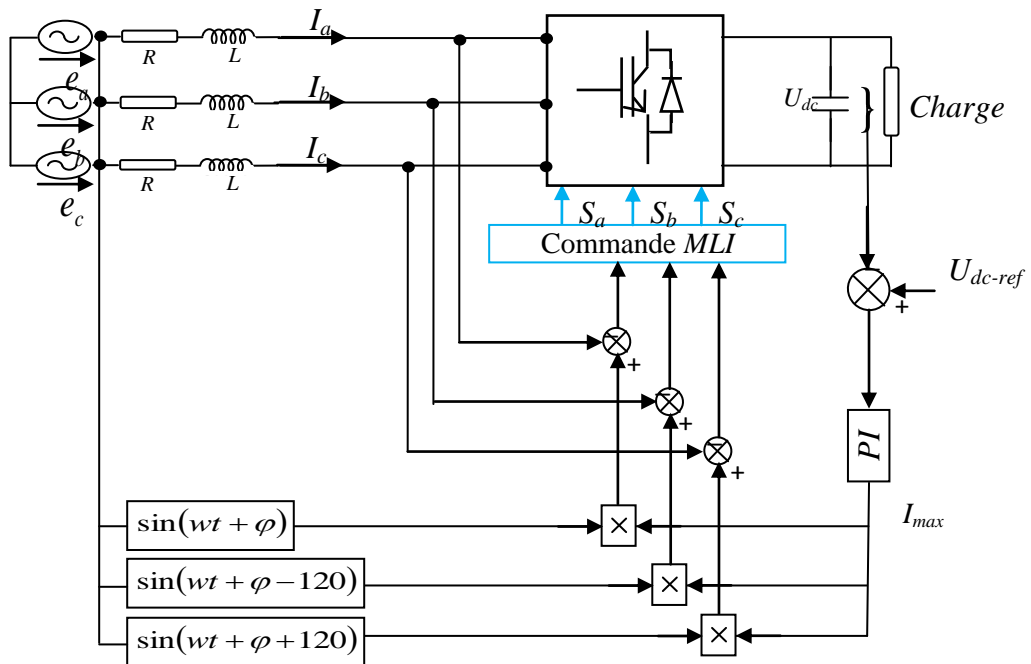 I_a
R
L
e_a
I_b
R
L
e_b
I_c
R
L
e_c
U_dc
Charge
S_a S_b S_c
Commande MLI
−
+
U_dc-ref
−
+
−
+
−
+
PI
I_max
sin(wt + φ)
×
sin(wt + φ − 120)
×
sin(wt + φ + 120)
×